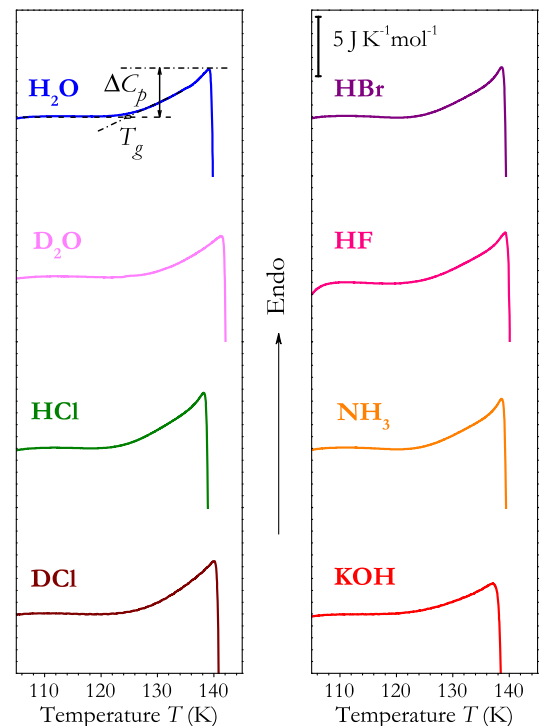 H₂O
ΔCₚ
T_g
D₂O
HCl
DCl
110 120 130 140
Temperature T (K)
Endo
5 J K⁻¹mol⁻¹
HBr
HF
NH₃
KOH
110 120 130 140
Temperature T (K)